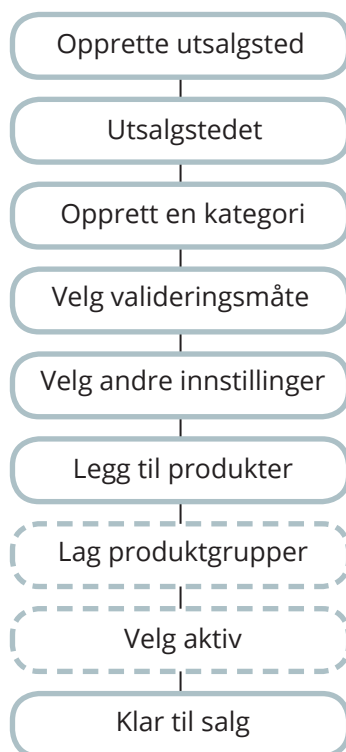 Opprette utsalgsted
Utsalgstedet
Opprett en kategori
Velg valideringsmåte
Velg andre innstillinger
Legg til produkter
Lag produktgrupper
Velg aktiv
Klar til salg